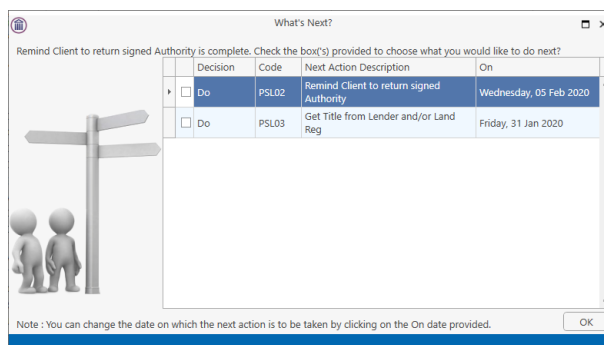 What's Next?
Remind Client to return signed Authority is complete. Check the box('s) provided to choose what you would like to do next?
Decision Code Next Action Description On
Do PSL02 Remind Client to return signed Authority Wednesday, 05 Feb 2020
Do PSL03 Get Title from Lender and/or Land Reg Friday, 31 Jan 2020
Note : You can change the date on which the next action is to be taken by clicking on the On date provided.
OK